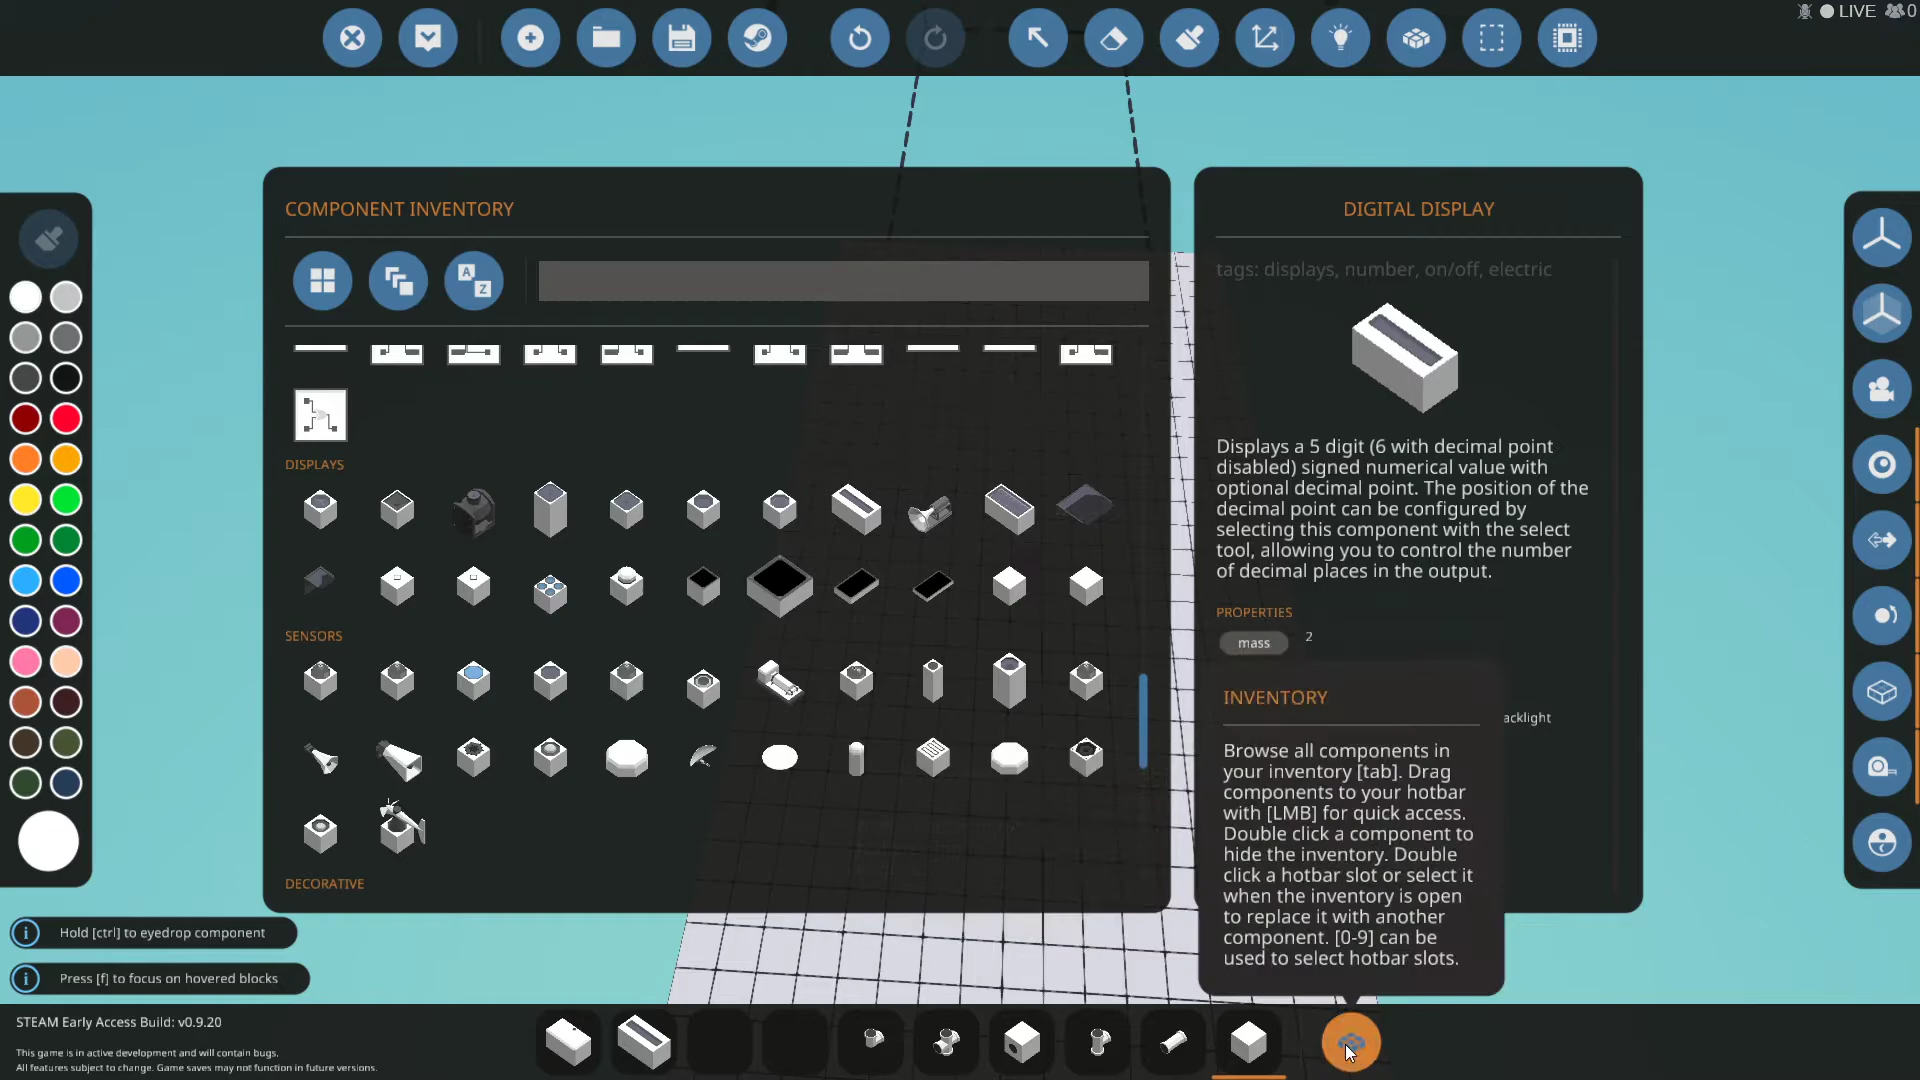 LIVE 0
COMPONENT INVENTORY
A
Z
DISPLAYS
SENSORS
DECORATIVE
DIGITAL DISPLAY
tags: displays, number, on/off, electric
Displays a 5 digit (6 with decimal point
disabled) signed numerical value with
optional decimal point. The position of the
decimal point can be configured by
selecting this component with the select
tool, allowing you to control the number
of decimal places in the output.
PROPERTIES
mass 2
acklight
INVENTORY
Browse all components in
your inventory [tab]. Drag
components to your hotbar
with [LMB] for quick access.
Double click a component to
hide the inventory. Double
click a hotbar slot or select it
when the inventory is open
to replace it with another
component. [0-9] can be
used to select hotbar slots.
Hold [ctrl] to eyedrop component
Press [f] to focus on hovered blocks
STEAM Early Access Build: v0.9.20
This game is in active development and will contain bugs.
All features subject to change. Game saves may not function in future versions.